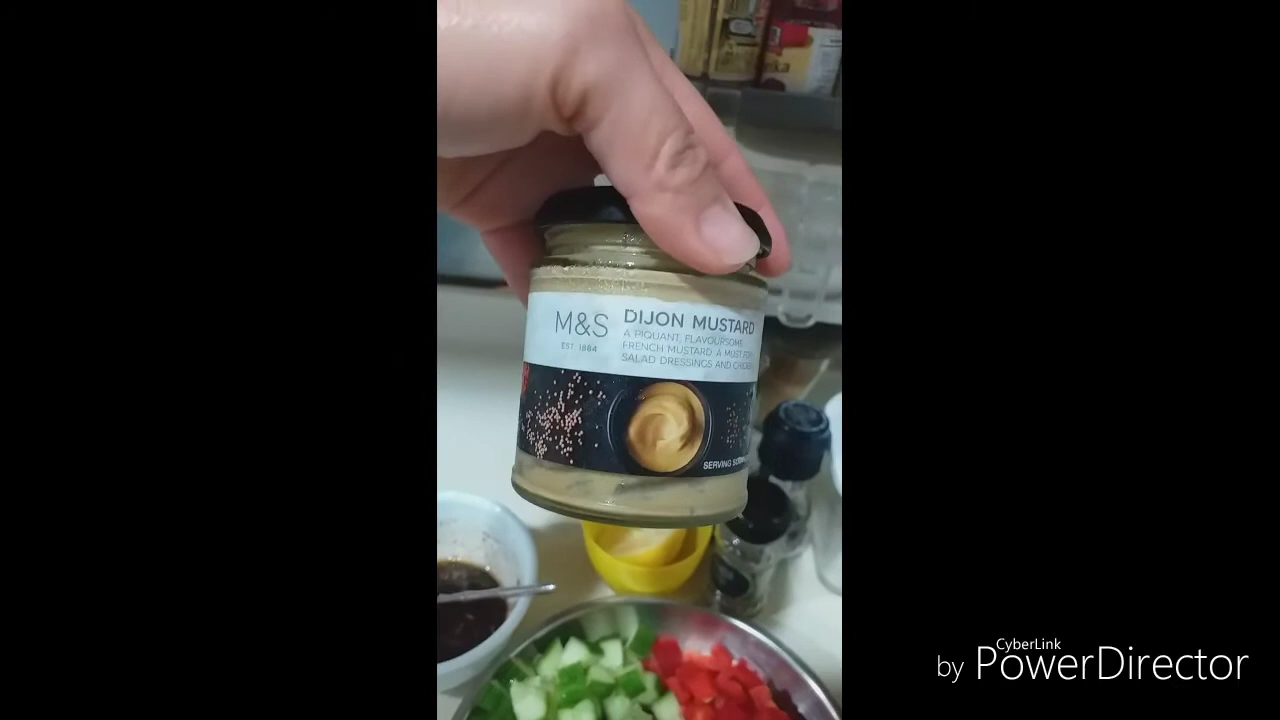 M&S
EST. 1884
DIJON MUSTARD
A PIQUANT, FLAVOURSOME
FRENCH MUSTARD. A MUST FOR
SALAD DRESSINGS AND
SERVING
CyberLink
by PowerDirector